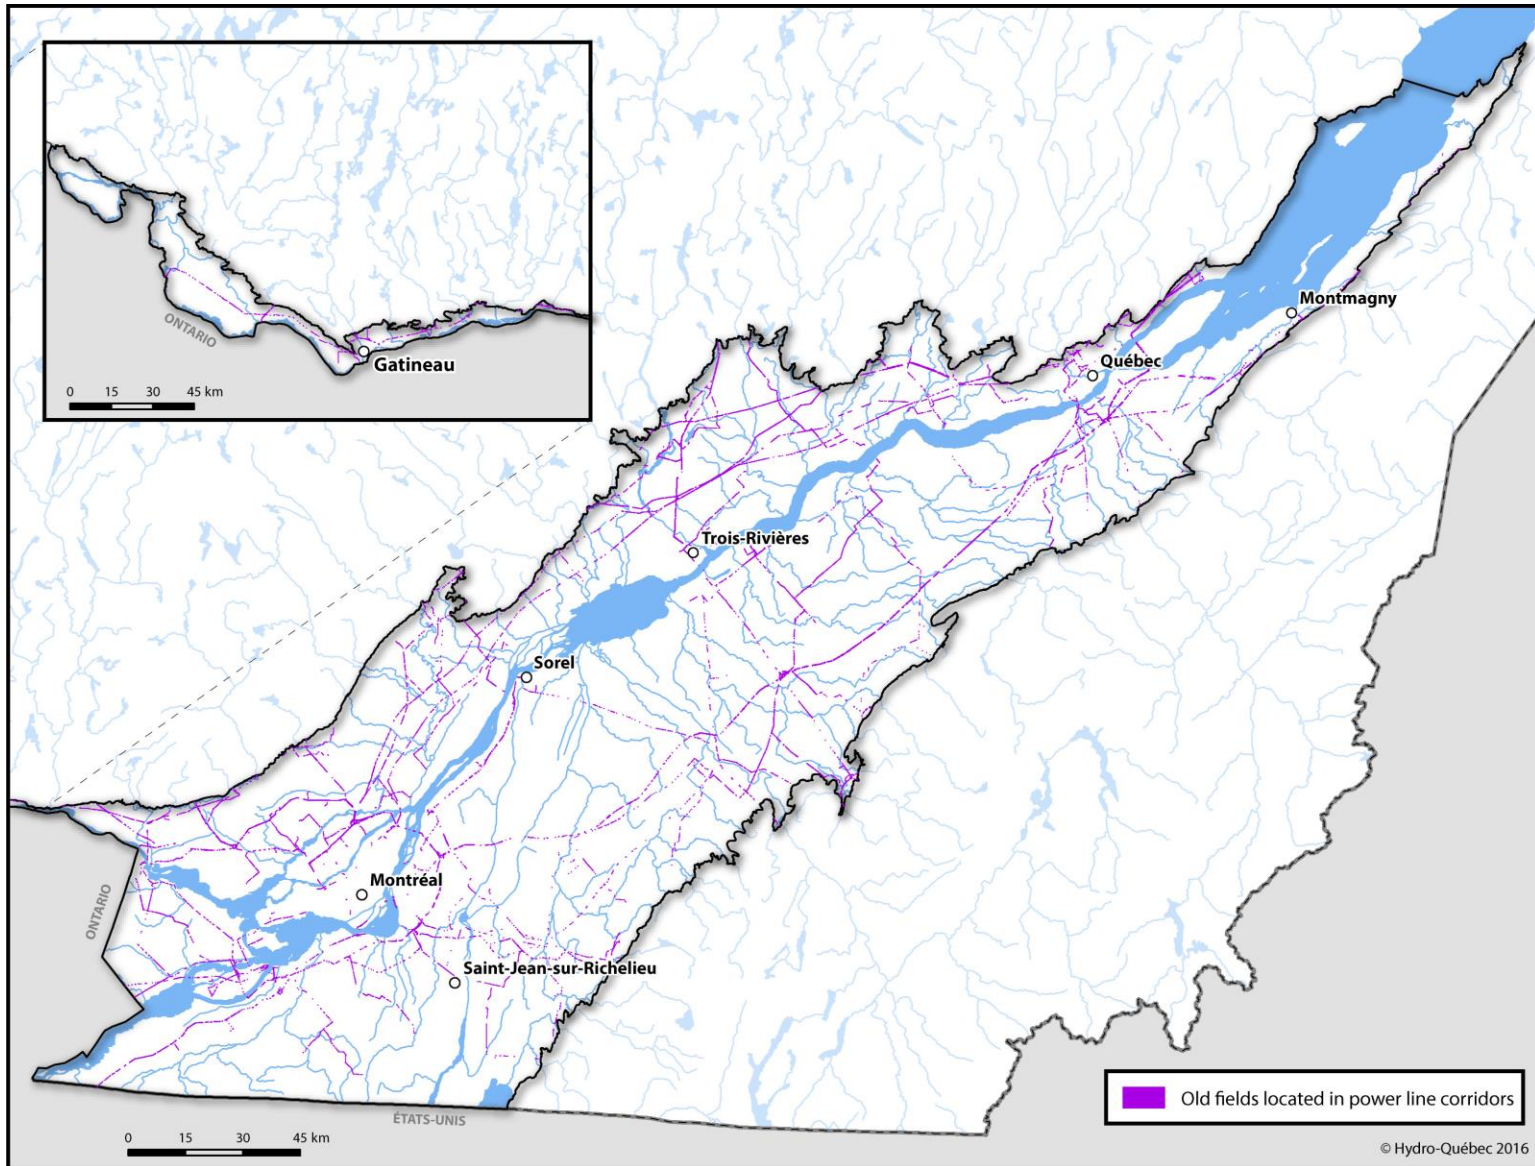 ONTARIO
Gatineau
0 15 30 45 km
Montmagny
Québec
Trois-Rivières
Sorel
Montréal
ONTARIO
Saint-Jean-sur-Richelieu
ÉTATS-UNIS
0 15 30 45 km
Old fields located in power line corridors
© Hydro-Québec 2016